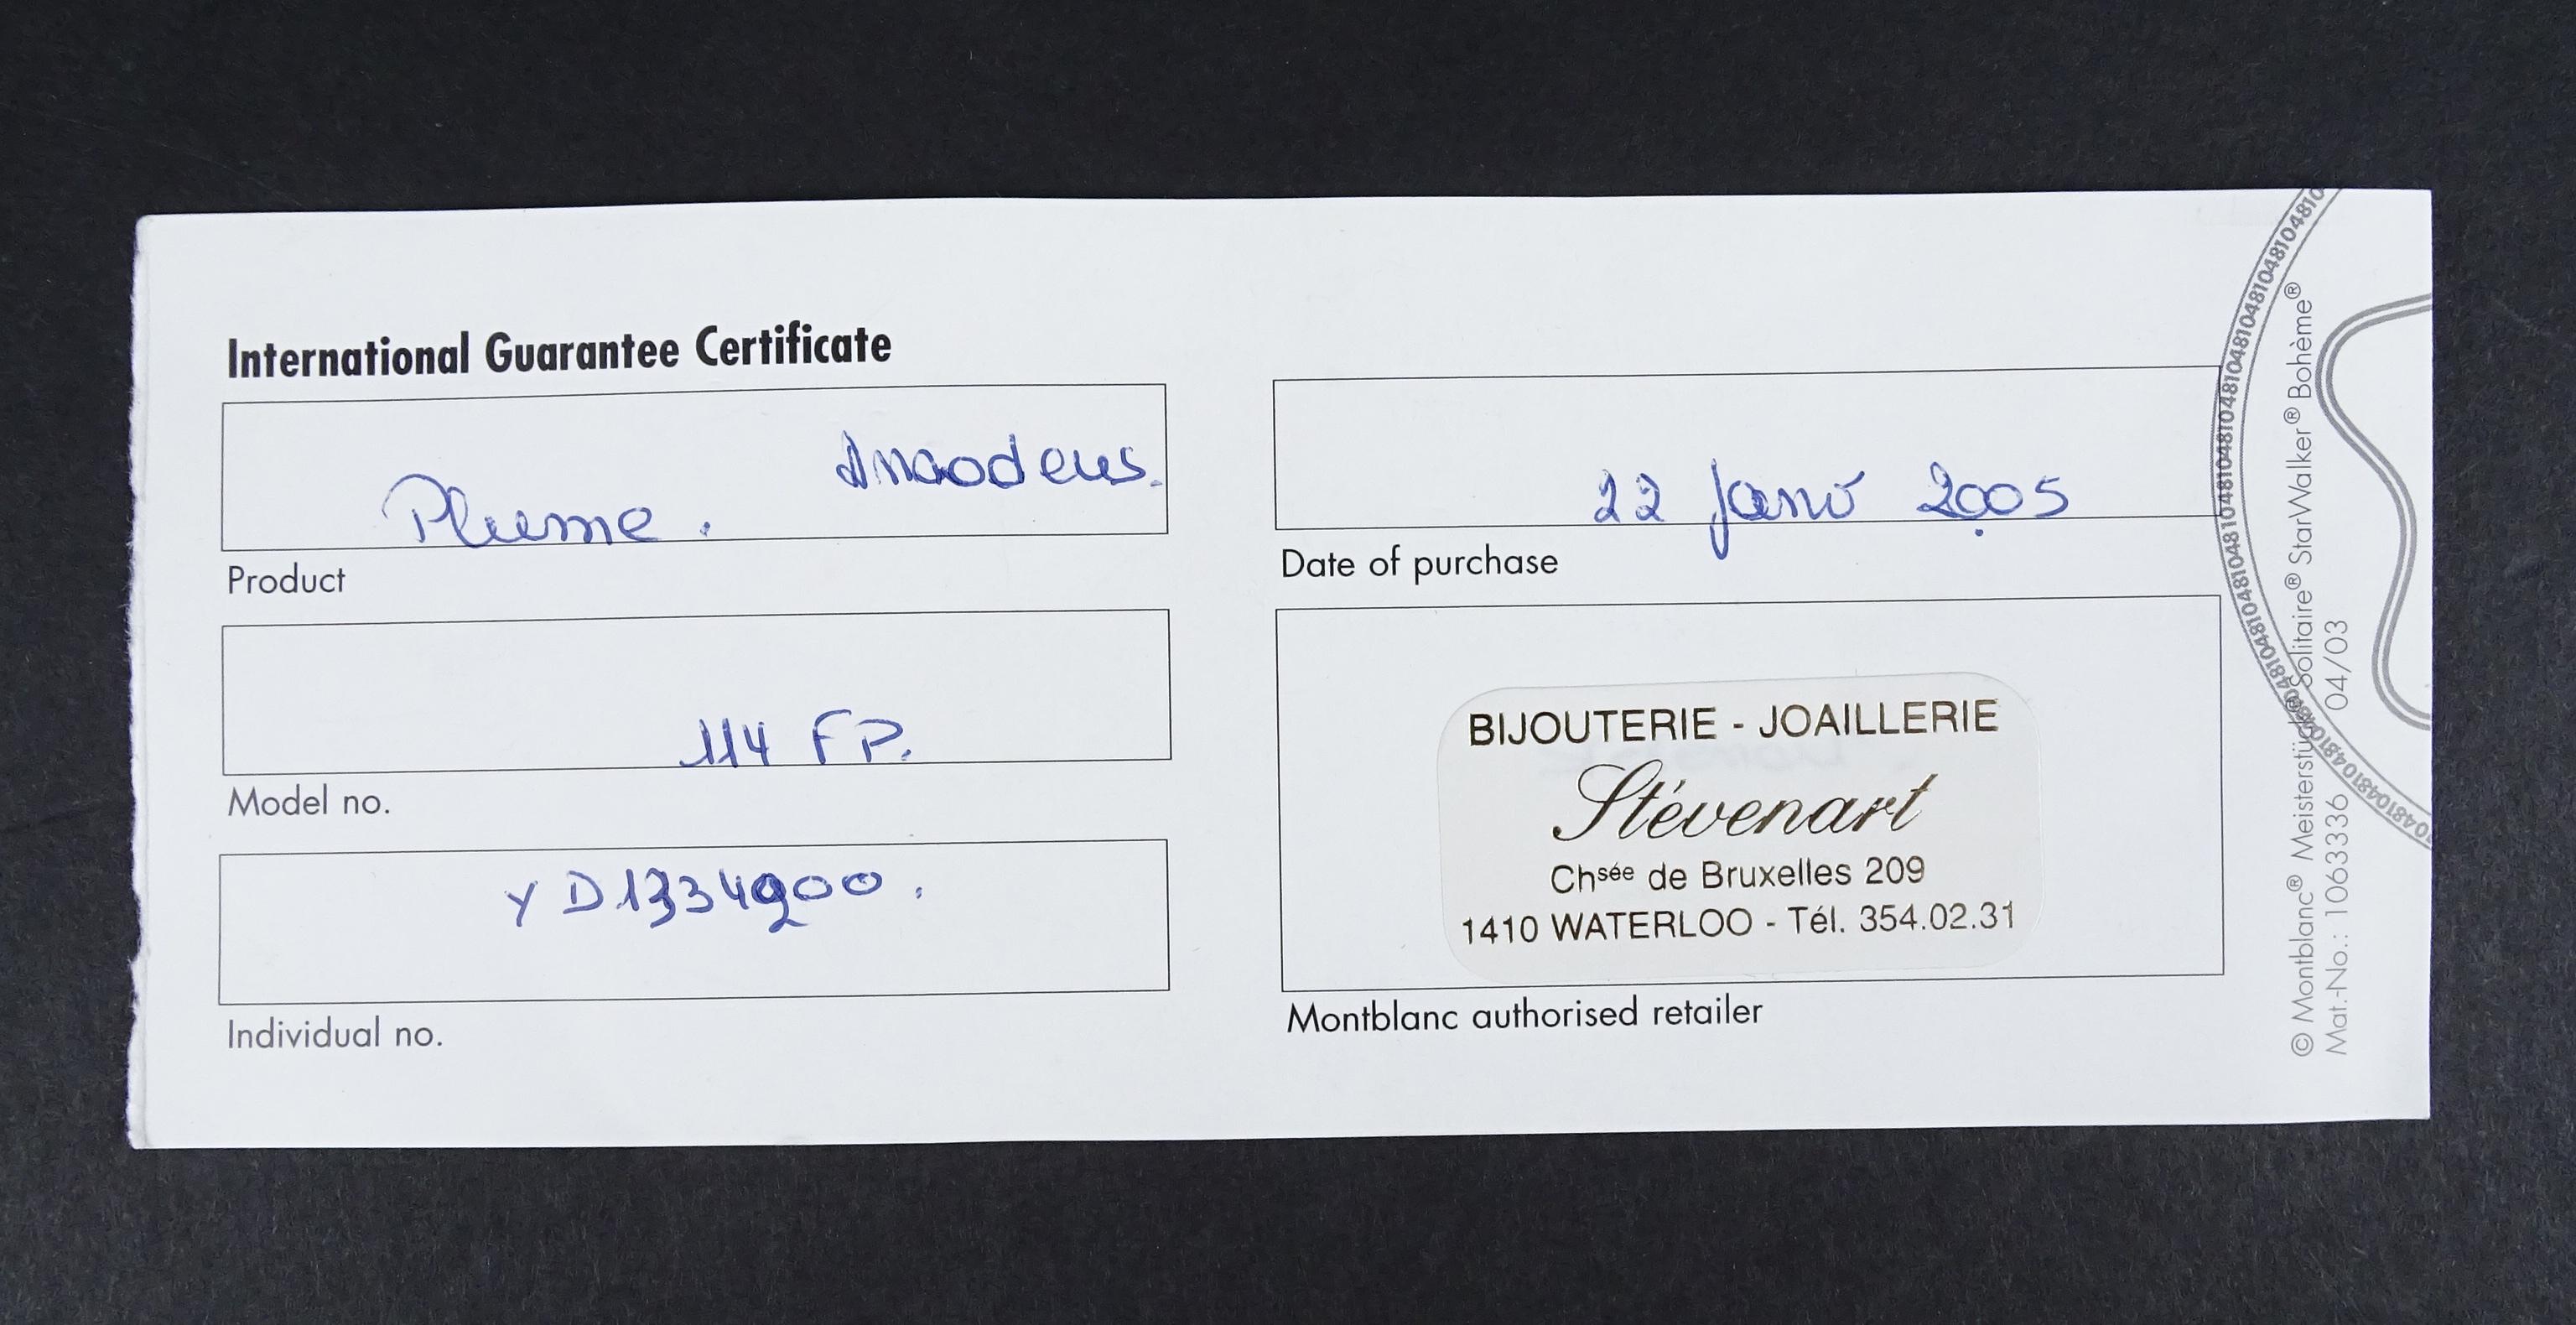 International Guarantee Certificate
Amaodeus.
Plume.
Product
22 Janv 2005
Date of purchase
114 FP.
Model no.
Individual no.
BIJOUTERIE - JOAILLERIE
Stévenart
Chsée de Bruxelles 209
1410 WATERLOO - Tél. 354.02.31
Montblanc authorised retailer
© Montblanc® Meisterstück® Solitaire® StarWalker® Bohème®
Mat.-No.: 1063336 04/03
4810481048104810481048104810481048104810481048104810